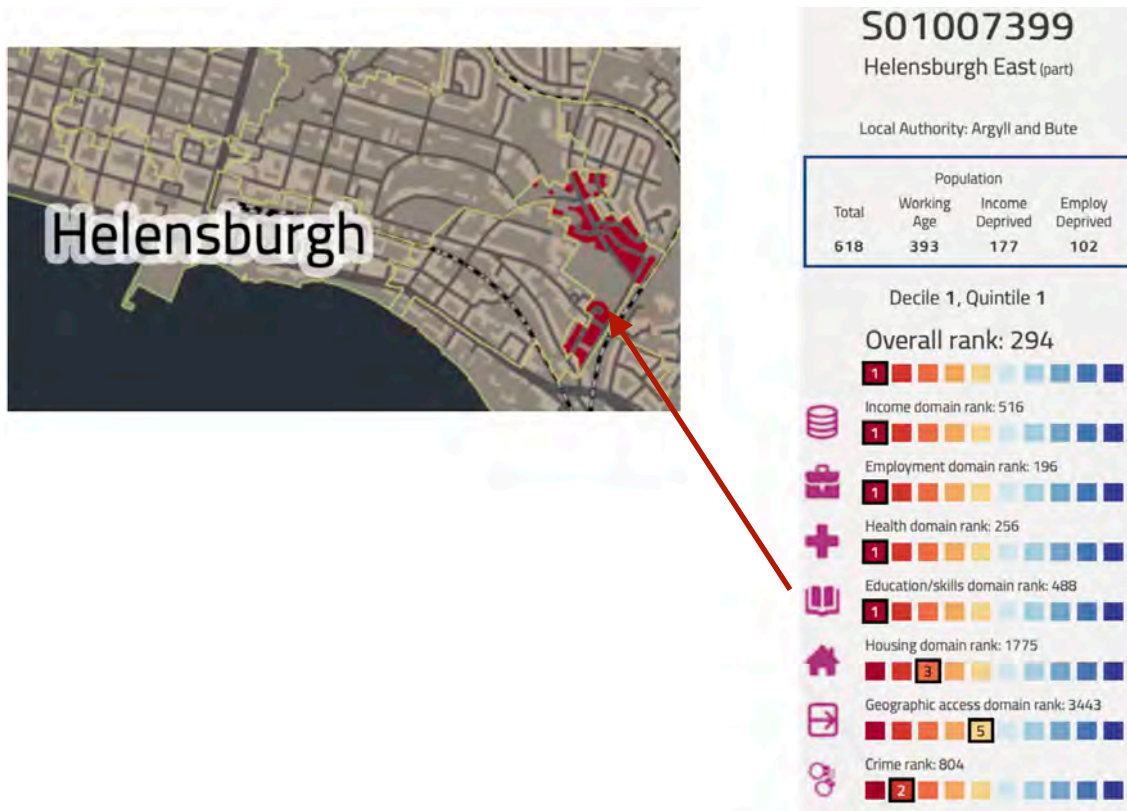 Helensburgh
S01007399
Helensburgh East (part)
Local Authority: Argyll and Bute
Population
Total Working Age Income Deprived Employ Deprived
618 393 177 102
Decile 1, Quintile 1
Overall rank: 294
1
Income domain rank: 516
1
Employment domain rank: 196
1
Health domain rank: 256
1
Education/skills domain rank: 488
1
Housing domain rank: 1775
3
Geographic access domain rank: 3443
5
Crime rank: 804
2